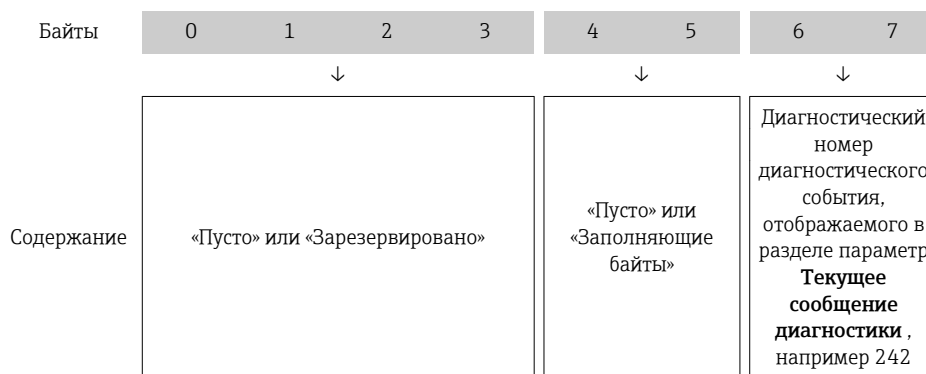 Байты 0 1 2 3 4 5 6 7
↓ ↓ ↓
Содержание
«Пусто» или «Зарезервировано»
«Пусто» или
«Заполняющие
байты»
Диагностический
номер
диагностического
события,
отображаемого в
разделе параметр
Текущее
сообщение
диагностики ,
например 242